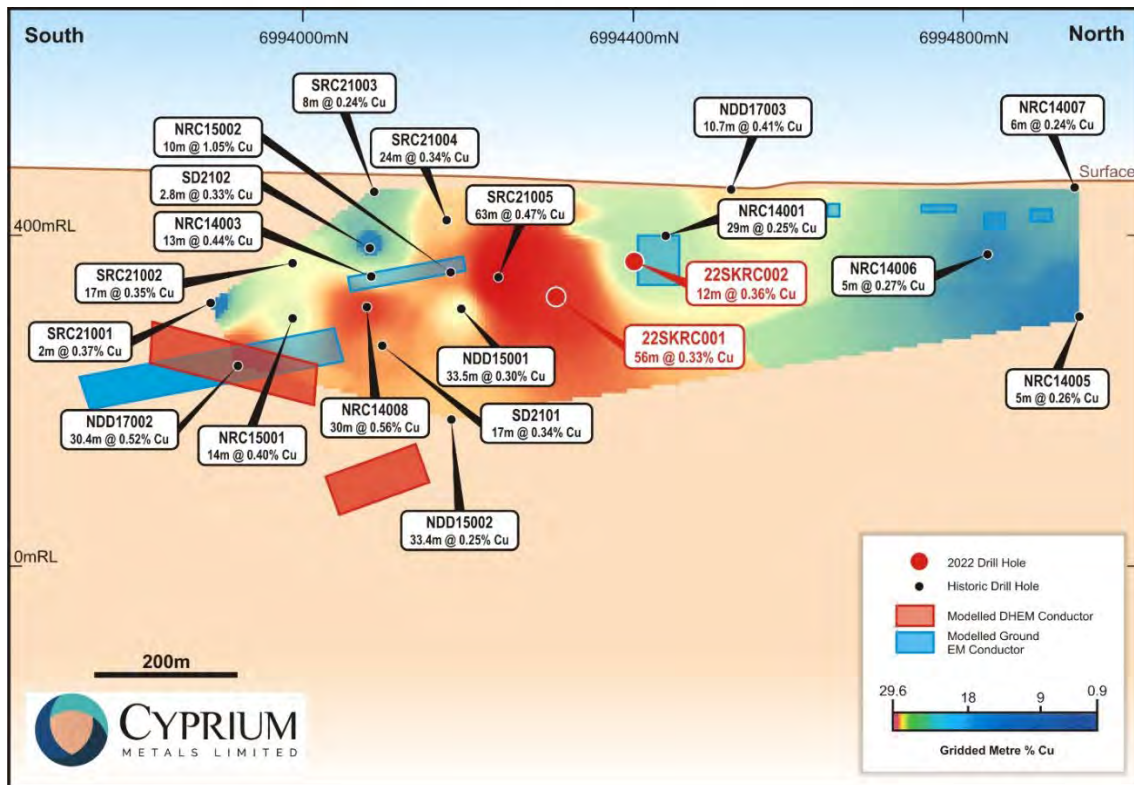 South
6994000mN
6994400mN
6994800mN
North
SRC21003
8m @ 0.24% Cu
NRC15002
10m @ 1.05% Cu
SRC21004
24m @ 0.34% Cu
NDD17003
10.7m @ 0.41% Cu
NRC14007
6m @ 0.24% Cu
SD2102
2.8m @ 0.33% Cu
Surface
SRC21005
63m @ 0.47% Cu
NRC14003
13m @ 0.44% Cu
400mRL
NRC14001
29m @ 0.25% Cu
SRC21002
17m @ 0.35% Cu
22SKRC002
12m @ 0.36% Cu
NRC14006
5m @ 0.27% Cu
SRC21001
2m @ 0.37% Cu
22SKRC001
56m @ 0.33% Cu
NDD15001
33.5m @ 0.30% Cu
NRC14005
5m @ 0.26% Cu
NDD17002
30.4m @ 0.52% Cu
NRC15001
14m @ 0.40% Cu
NRC14008
30m @ 0.56% Cu
SD2101
17m @ 0.34% Cu
NDD15002
33.4m @ 0.25% Cu
0mRL
2022 Drill Hole
Historic Drill Hole
Modelled DHEM Conductor
Modelled Ground
EM Conductor
29.6 18 9 0.9
Gridded Metre % Cu
200m
CYPRIUM
METALS LIMITED